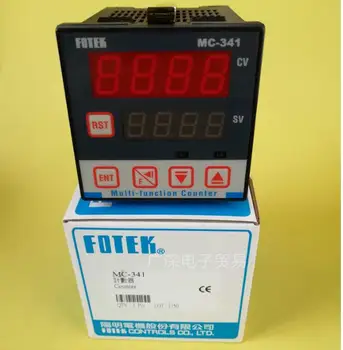 FOTEK
MC-341
8888
CV
RST
8888
SV
ENT
Multi-function Counter
FOTEK
MC-341
計數器
Counter
CE
陽明電機股份有限公司
FOTEK CONTROLS CO., LTD.